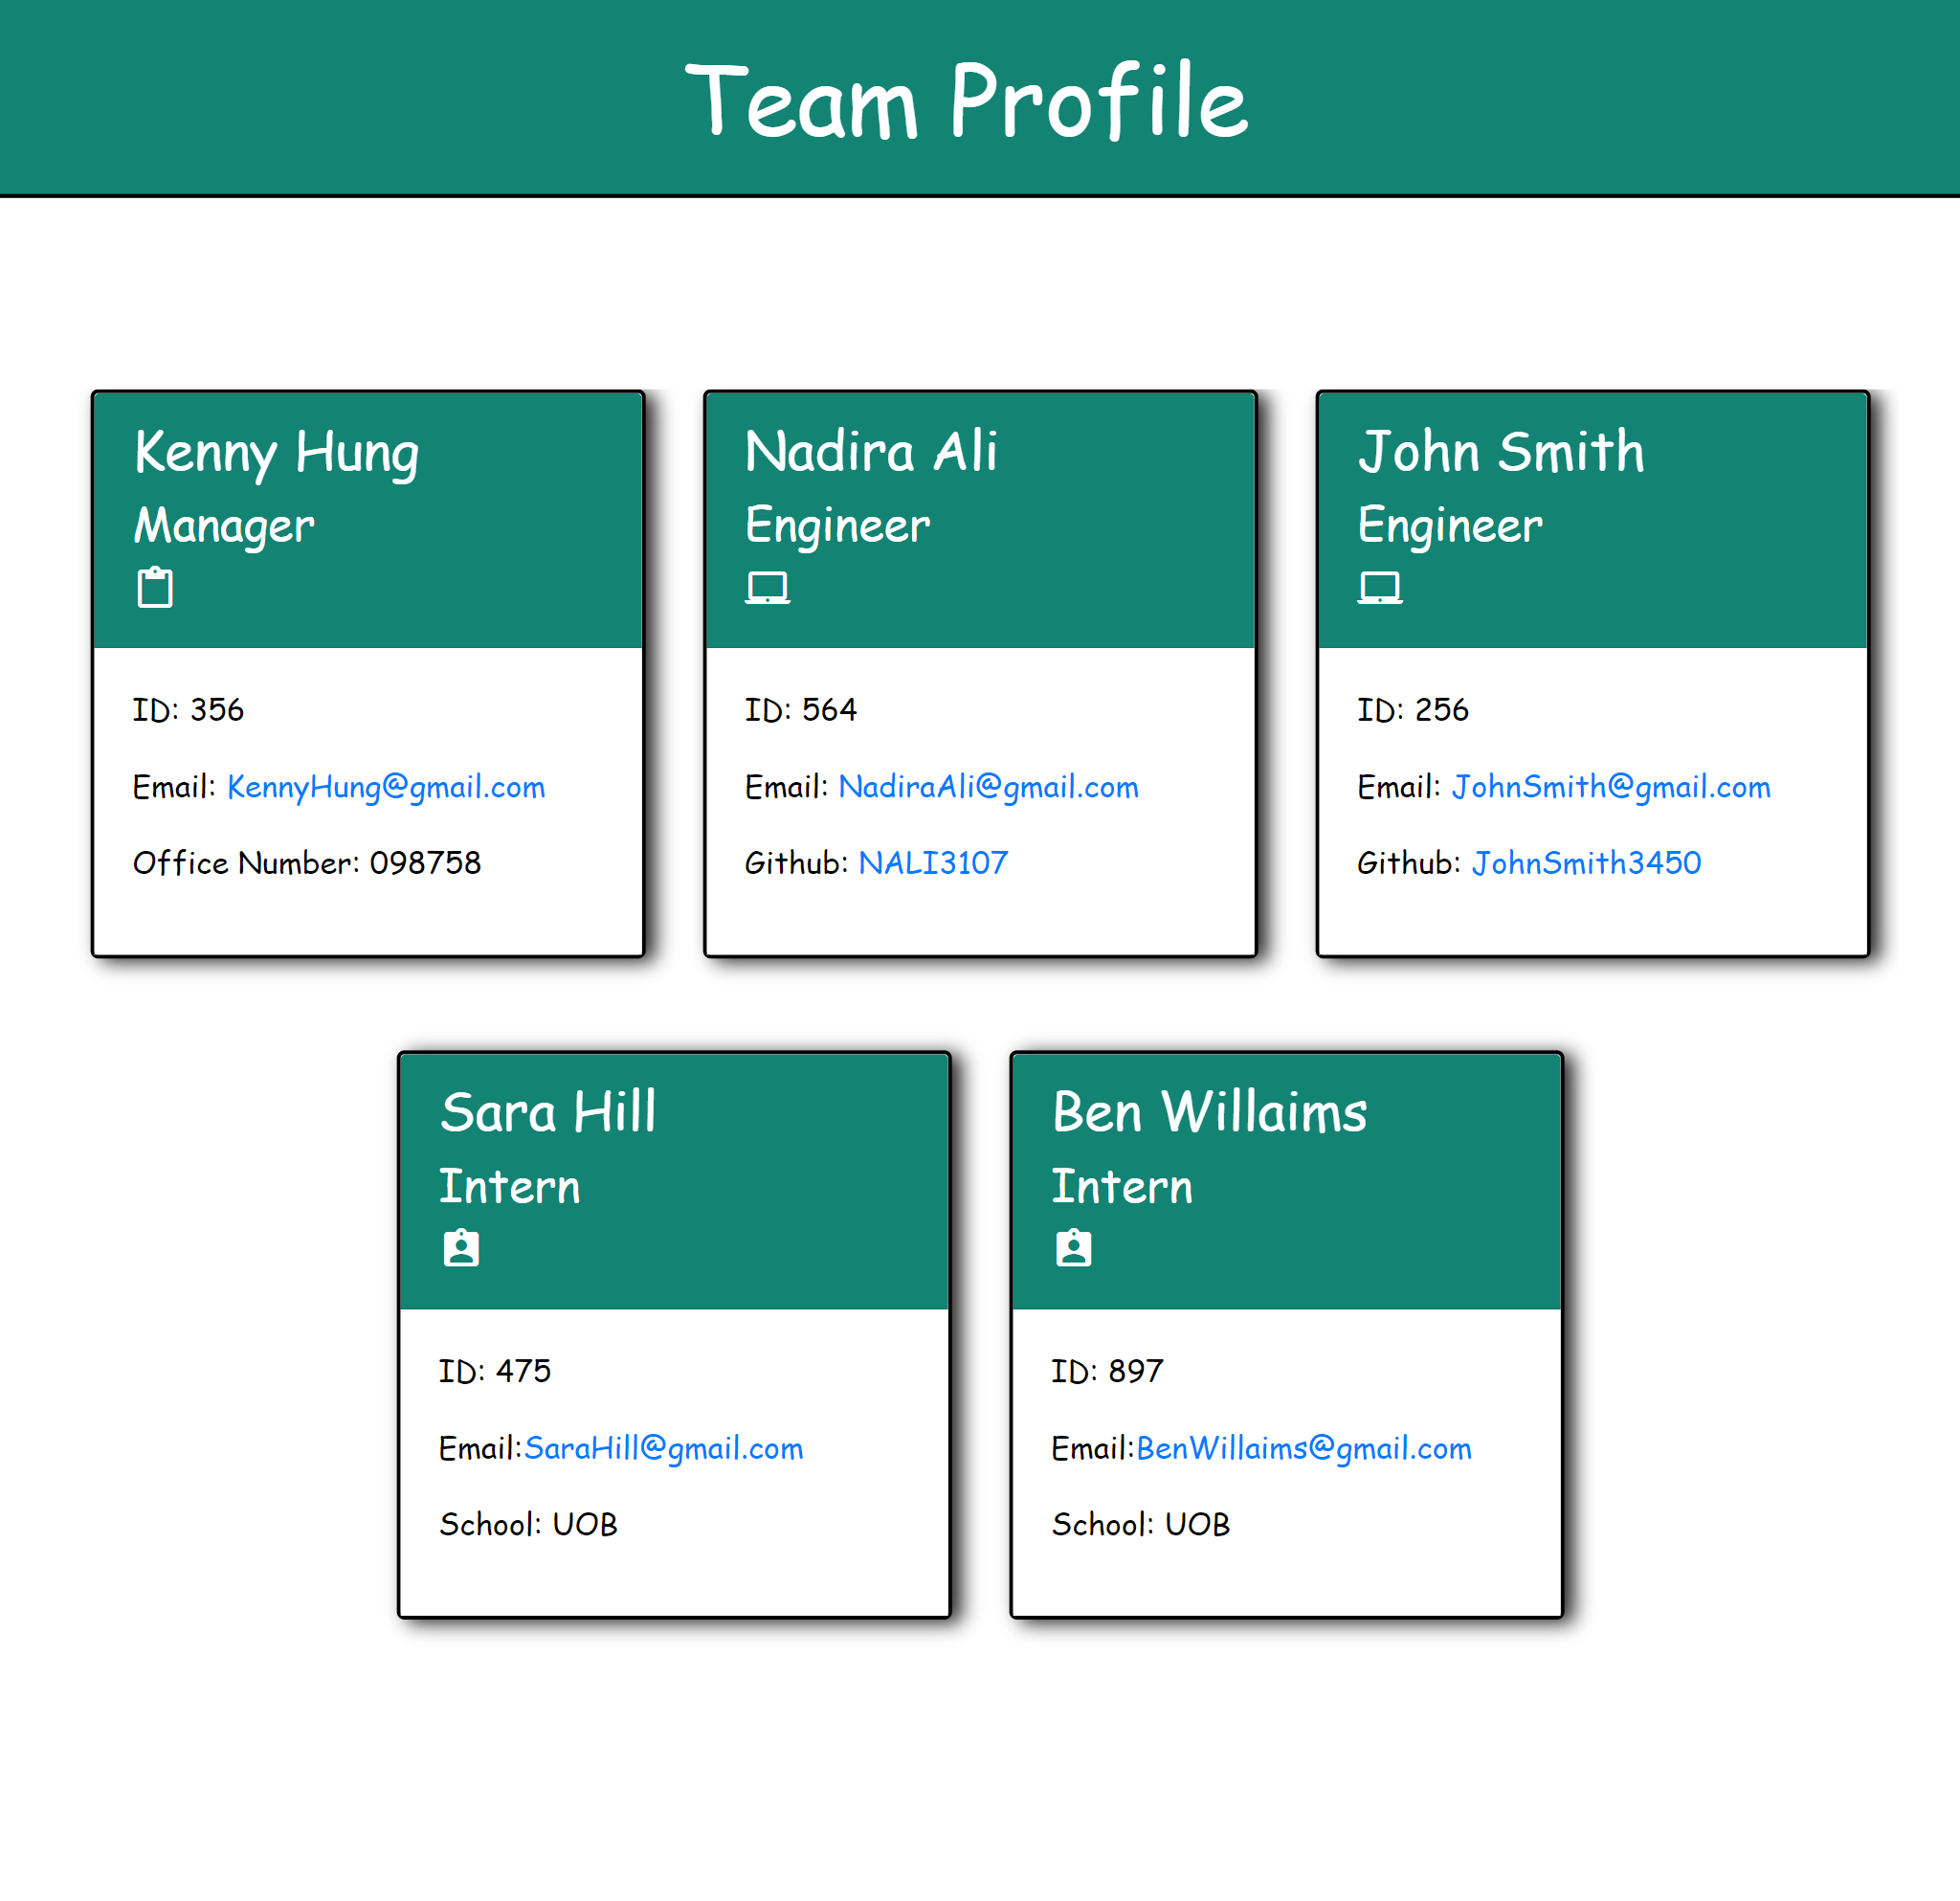 Team Profile
Kenny Hung
Manager
ID: 356
Email: KennyHung@gmail.com
Office Number: 098758
Nadira Ali
Engineer
ID: 564
Email: NadiraAli@gmail.com
Github: NALI3107
John Smith
Engineer
ID: 256
Email: JohnSmith@gmail.com
Github: JohnSmith3450
Sara Hill
Intern
ID: 475
Email:SaraHill@gmail.com
School: UOB
Ben Willaims
Intern
ID: 897
Email:BenWillaims@gmail.com
School: UOB